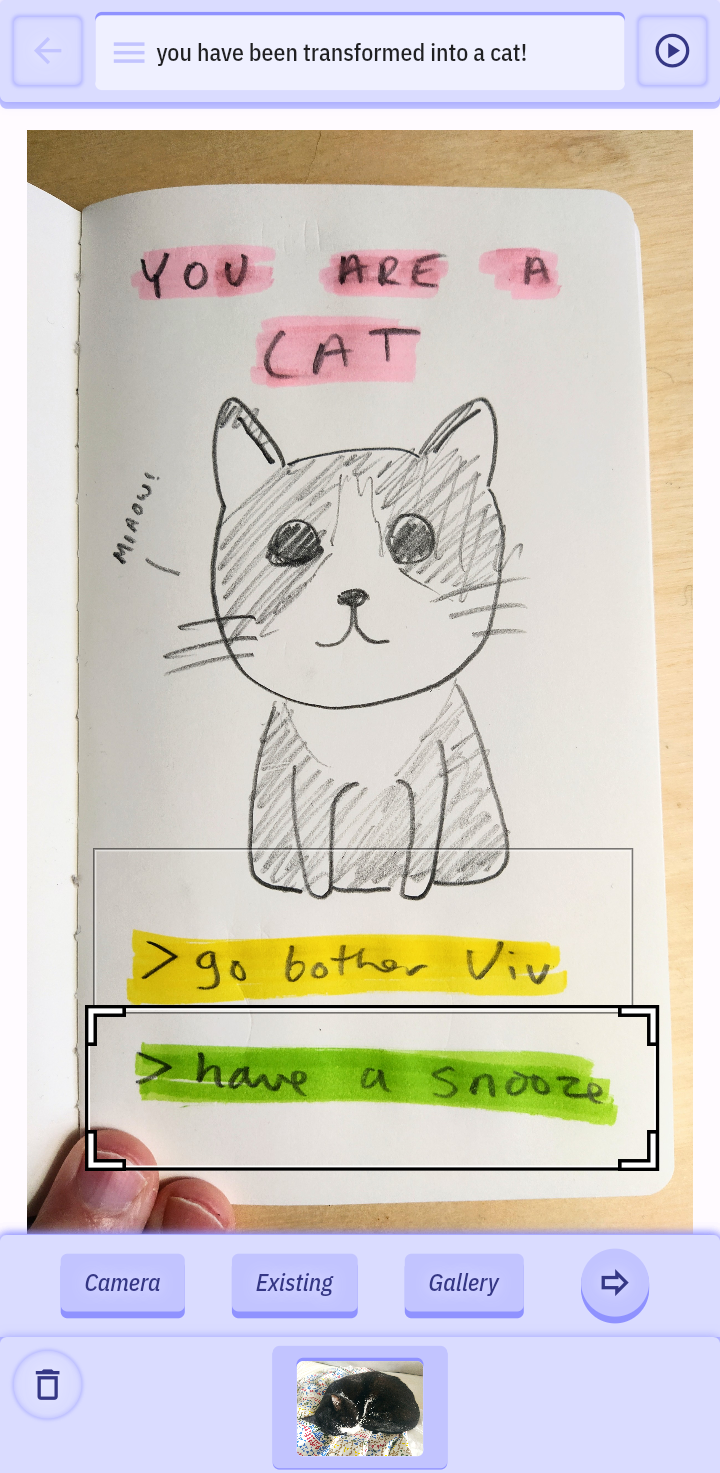 you have been transformed into a cat!
YOU ARE A
CAT
MIAOW!
> go bother Viv
> have a snooze
Camera Existing Gallery